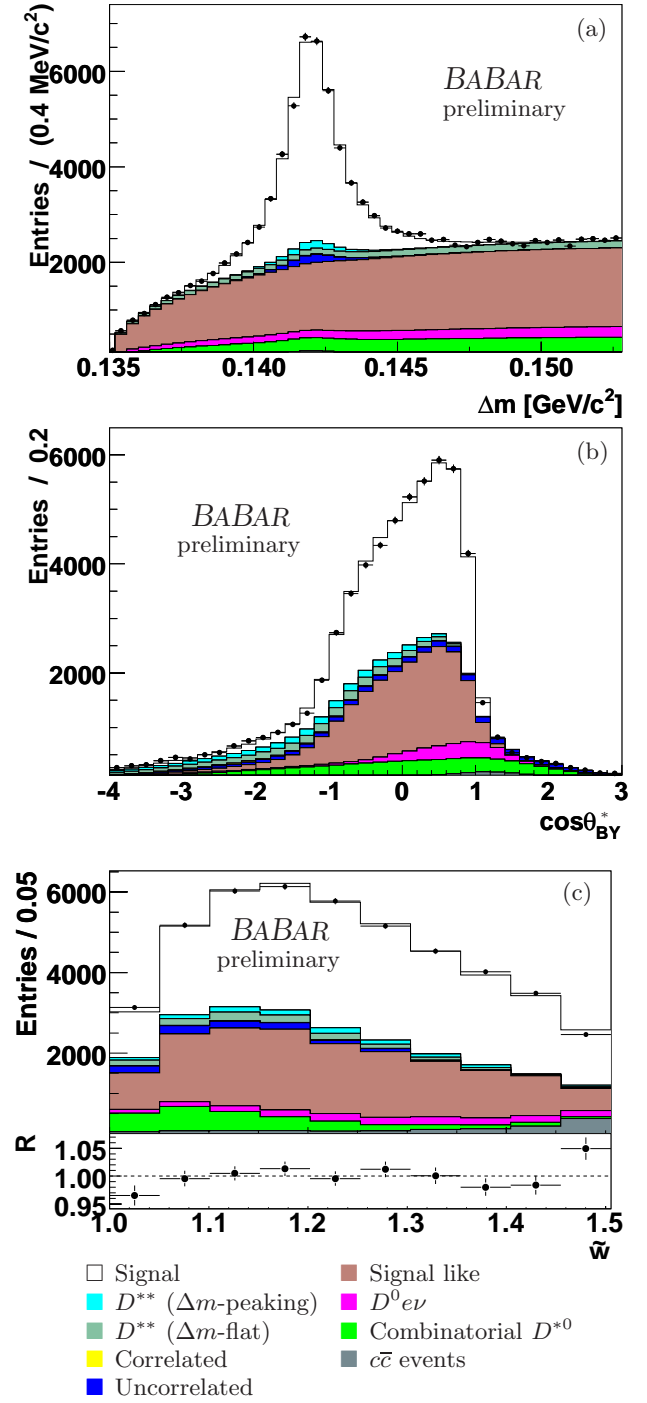 (a)
BABAR
preliminary
Entries / (0.4 MeV/c²)
6000
4000
2000
0.135 0.140 0.145 0.150
Δm [GeV/c²]
(b)
BABAR
preliminary
Entries / 0.2
6000
4000
2000
-4 -3 -2 -1 0 1 2 3
cosθ*BY
(c)
BABAR
preliminary
Entries / 0.05
6000
4000
2000
R
1.05
1.00
0.95
1.0 1.1 1.2 1.3 1.4 1.5
w̃
Signal
D** (Δm-peaking)
D** (Δm-flat)
Correlated
Uncorrelated
Signal like
D⁰eν
Combinatorial D*⁰
cc̅ events